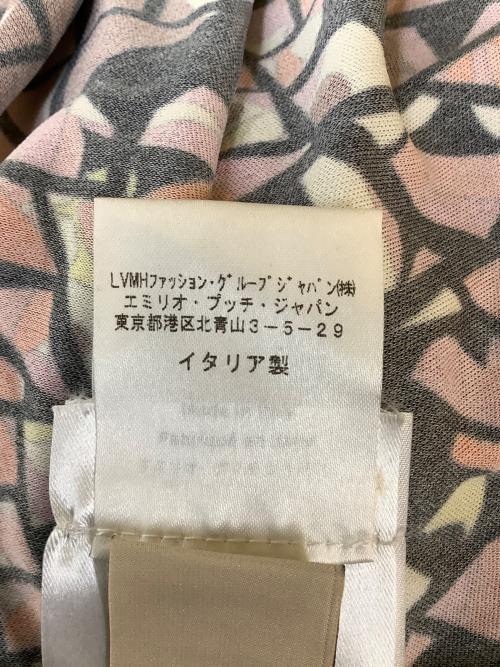 LVMHファッション・グループジャパン㈱
エミリオ・プッチ・ジャパン
東京都港区北青山3-5-29
イタリア製